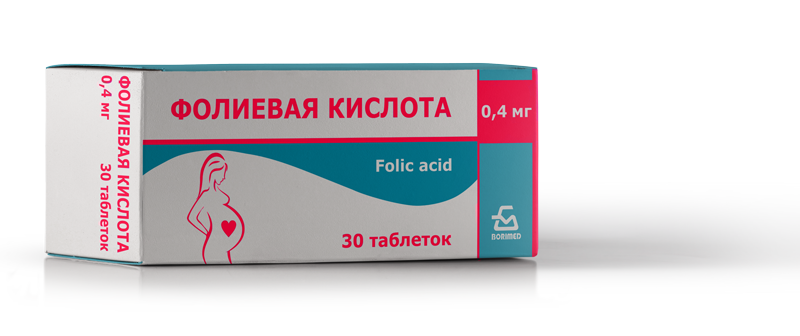 ФОЛИЕВАЯ КИСЛОТА
0,4 мг
30 таблеток
ФОЛИЕВАЯ КИСЛОТА
0,4 мг
Folic acid
30 таблеток
BORIMED